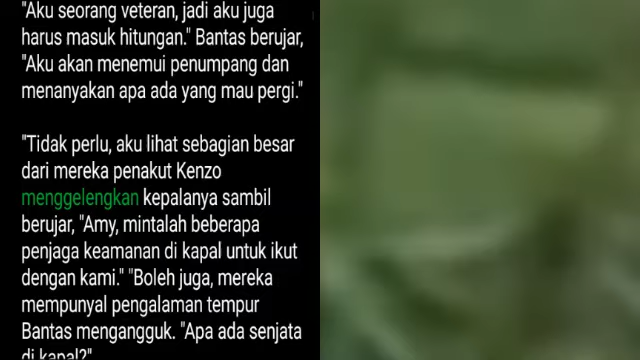 "Aku seorang veteran, jadi aku juga
harus masuk hitungan." Bantas berujar,
"Aku akan menemui penumpang dan
menanyakan apa ada yang mau pergi."
"Tidak perlu, aku lihat sebagian besar
dari mereka penakut Kenzo
menggelengkan kepalanya sambil
berujar, "Amy, mintalah beberapa
penjaga keamanan di kapal untuk ikut
dengan kami." "Boleh juga, mereka
mempunyal pengalaman tempur
Bantas mengangguk. "Apa ada senjata
di kapal?"